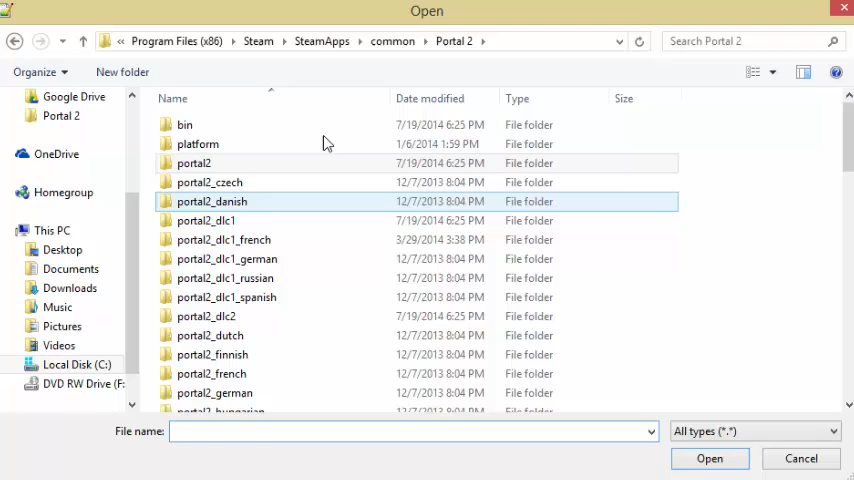 Open
« Program Files (x86) Steam SteamApps common Portal 2
Search Portal 2
Organize New folder
Name Date modified Type Size
Google Drive
Portal 2
OneDrive
Homegroup
This PC
Desktop
Documents
Downloads
Music
Pictures
Videos
Local Disk (C:)
DVD RW Drive (F:
bin 7/19/2014 6:25 PM File folder
platform 1/6/2014 1:59 PM File folder
portal2 7/19/2014 6:25 PM File folder
portal2_czech 12/7/2013 8:04 PM File folder
portal2_danish 12/7/2013 8:04 PM File folder
portal2_dlc1 7/19/2014 6:25 PM File folder
portal2_dlc1_french 3/29/2014 3:38 PM File folder
portal2_dlc1_german 12/7/2013 8:04 PM File folder
portal2_dlc1_russian 12/7/2013 8:04 PM File folder
portal2_dlc1_spanish 12/7/2013 8:04 PM File folder
portal2_dlc2 7/19/2014 6:25 PM File folder
portal2_dutch 12/7/2013 8:04 PM File folder
portal2_finnish 12/7/2013 8:04 PM File folder
portal2_french 12/7/2013 8:04 PM File folder
portal2_german 12/7/2013 8:04 PM File folder
portal2_hungarian
File name:
All types (*.*)
Open Cancel